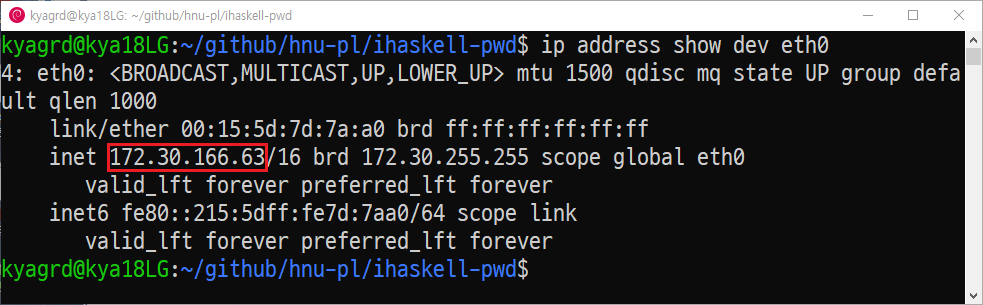 kyagrd@kya18LG: ~/github/hnu-pl/ihaskell-pwd
kyagrd@kya18LG:~/github/hnu-pl/ihaskell-pwd$ ip address show dev eth0
4: eth0: <BROADCAST,MULTICAST,UP,LOWER_UP> mtu 1500 qdisc mq state UP group defa
ult qlen 1000
    link/ether 00:15:5d:7d:7a:a0 brd ff:ff:ff:ff:ff:ff
    inet 172.30.166.63/16 brd 172.30.255.255 scope global eth0
       valid_lft forever preferred_lft forever
    inet6 fe80::215:5dff:fe7d:7aa0/64 scope link
       valid_lft forever preferred_lft forever
kyagrd@kya18LG:~/github/hnu-pl/ihaskell-pwd$